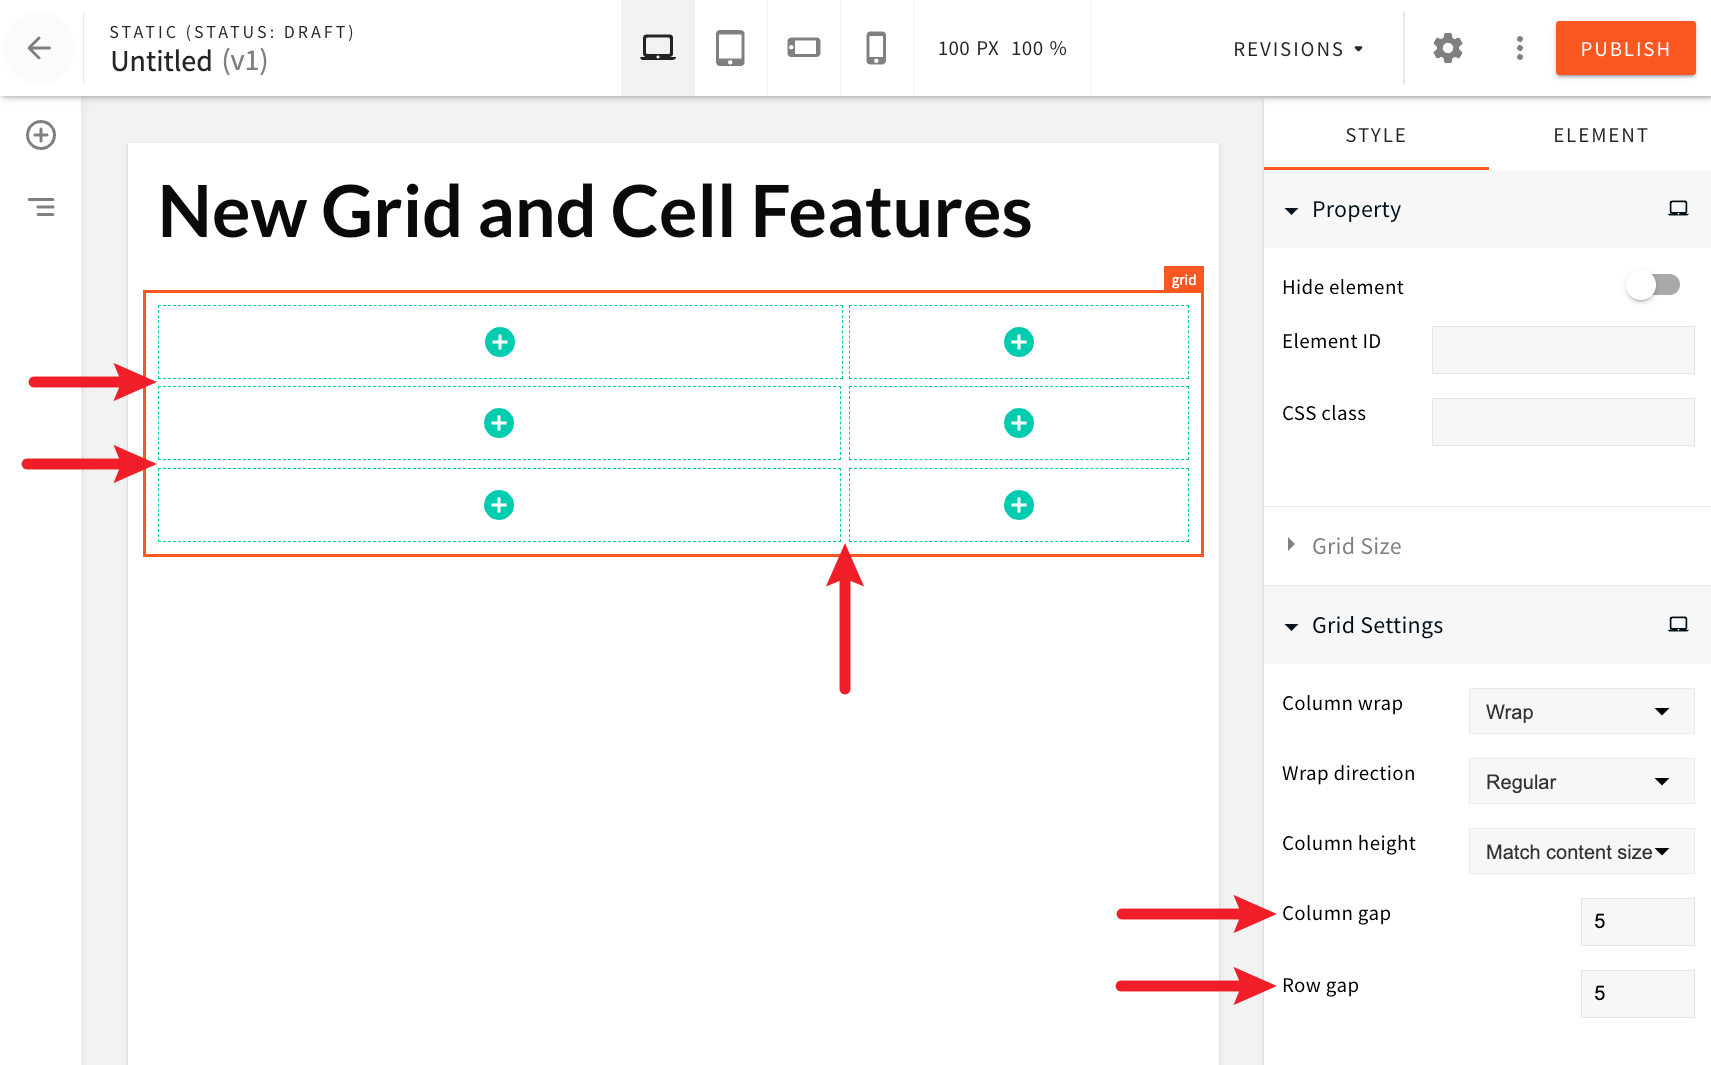 STATIC (STATUS: DRAFT)
Untitled (v1)
100 PX 100 %
REVISIONS
PUBLISH
STYLE
ELEMENT
New Grid and Cell Features
grid
Property
Hide element
Element ID
CSS class
Grid Size
Grid Settings
Column wrap
Wrap
Wrap direction
Regular
Column height
Match content size
Column gap
5
Row gap
5